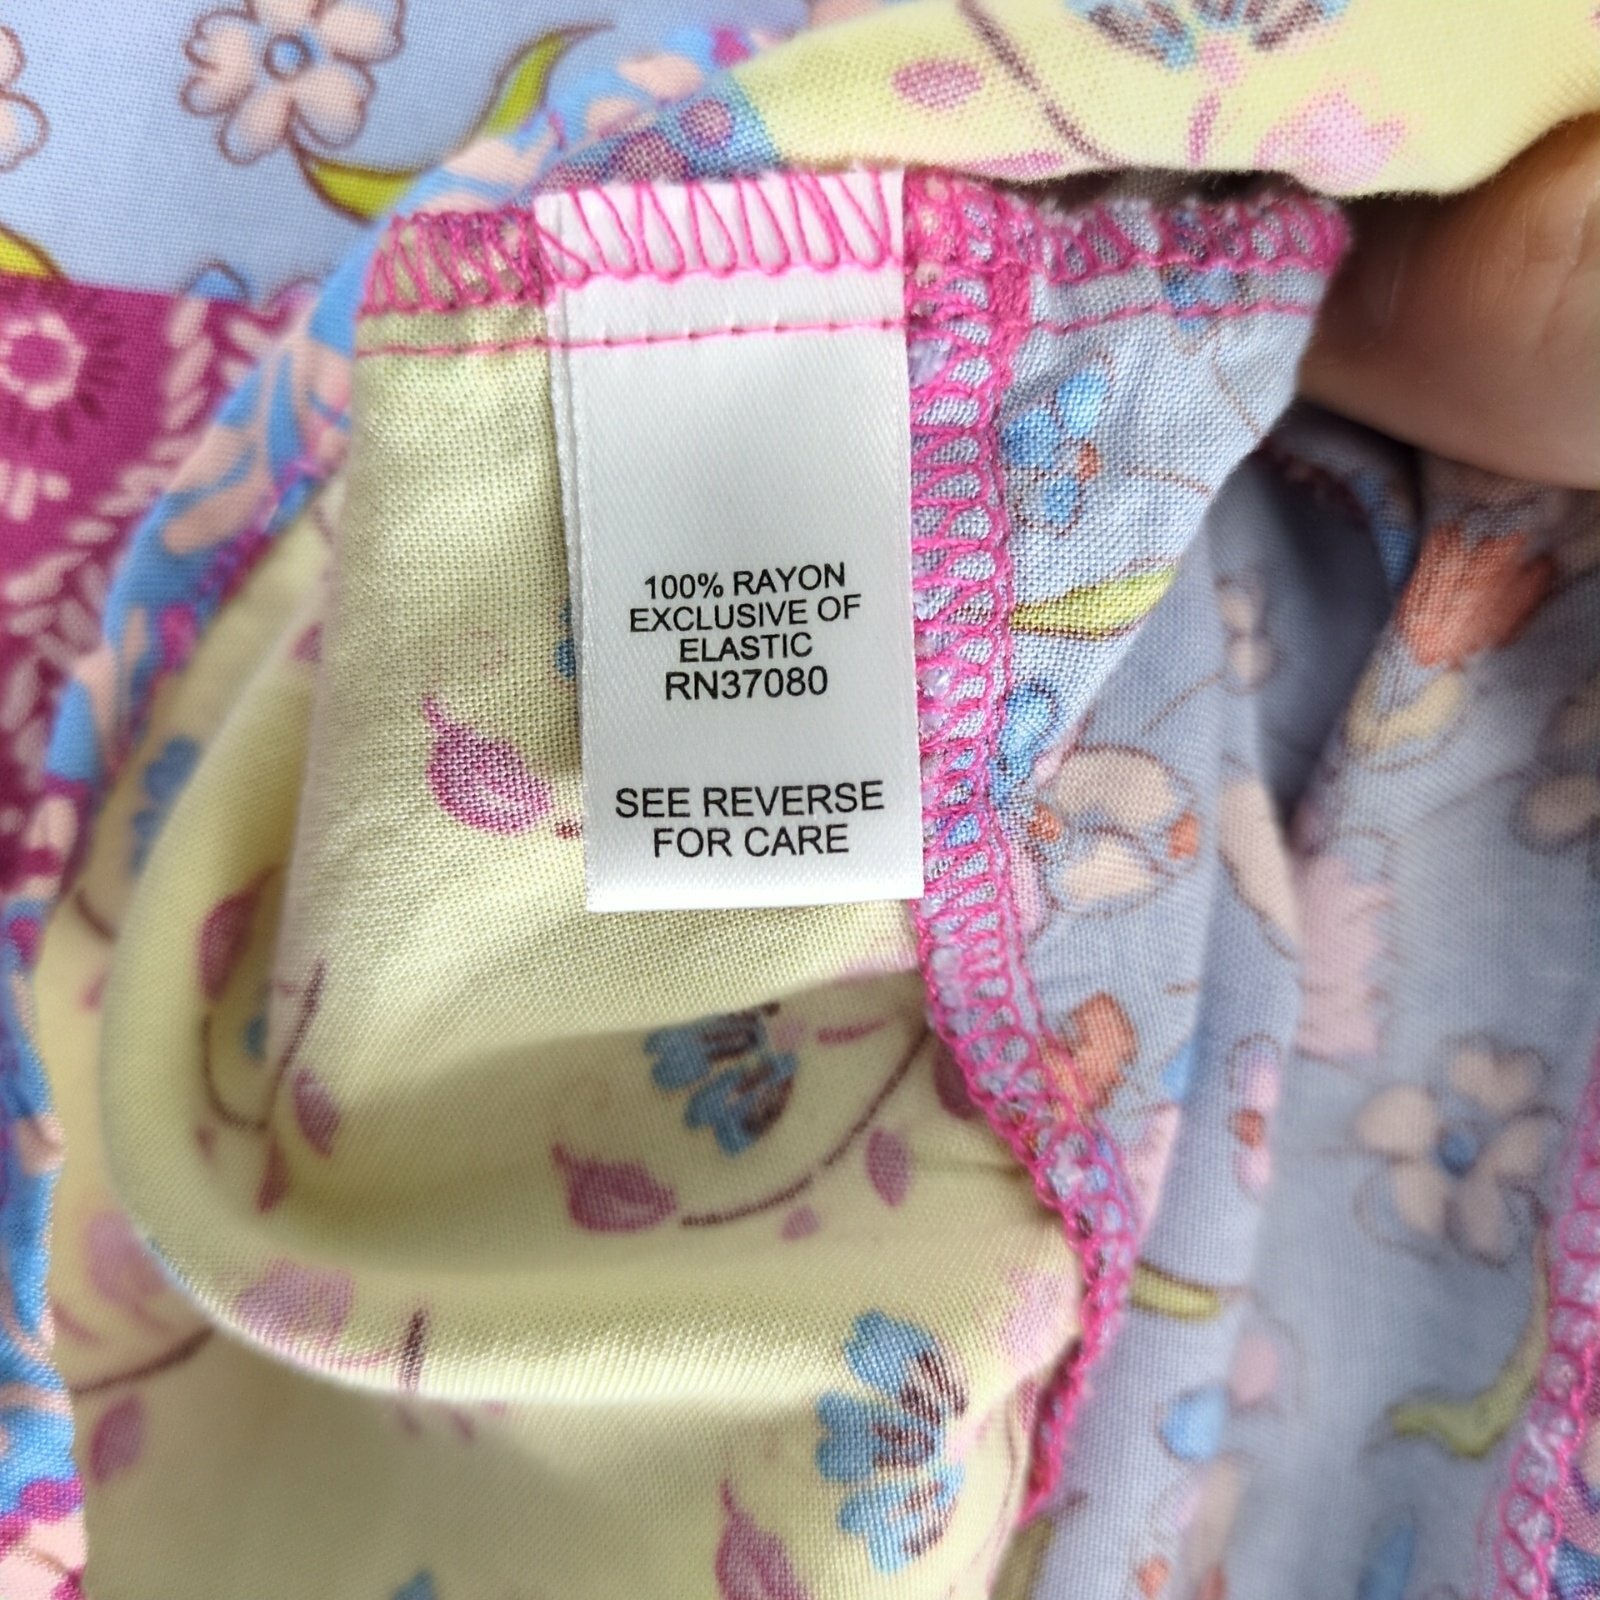 100% RAYON
EXCLUSIVE OF
ELASTIC
RN37080
SEE REVERSE
FOR CARE